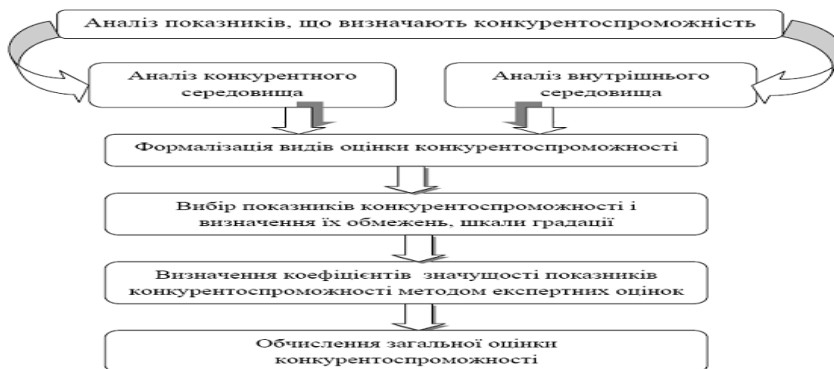 Аналіз показників, що визначають конкурентоспроможність
Аналіз конкурентного
середовища
Аналіз внутрішнього
середовища
Формалізація видів оцінки конкурентоспроможності
Вибір показників конкурентоспроможності і
визначення їх обмежень, шкали градації
Визначення коефіцієнтів значущості показників
конкурентоспроможності методом експертних оцінок
Обчислення загальної оцінки
конкурентоспроможності